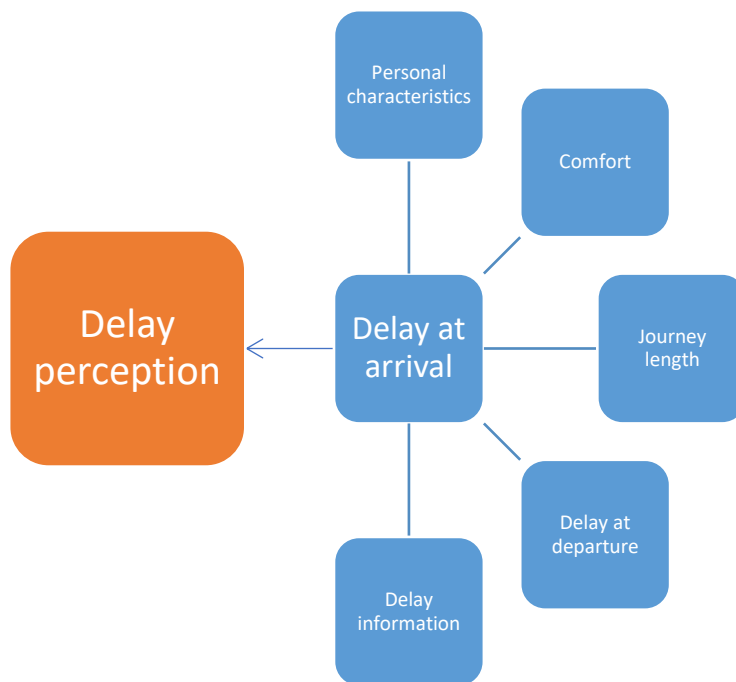 Personal
characteristics
Comfort
Delay
perception
Delay at
arrival
Journey
length
Delay at
departure
Delay
information